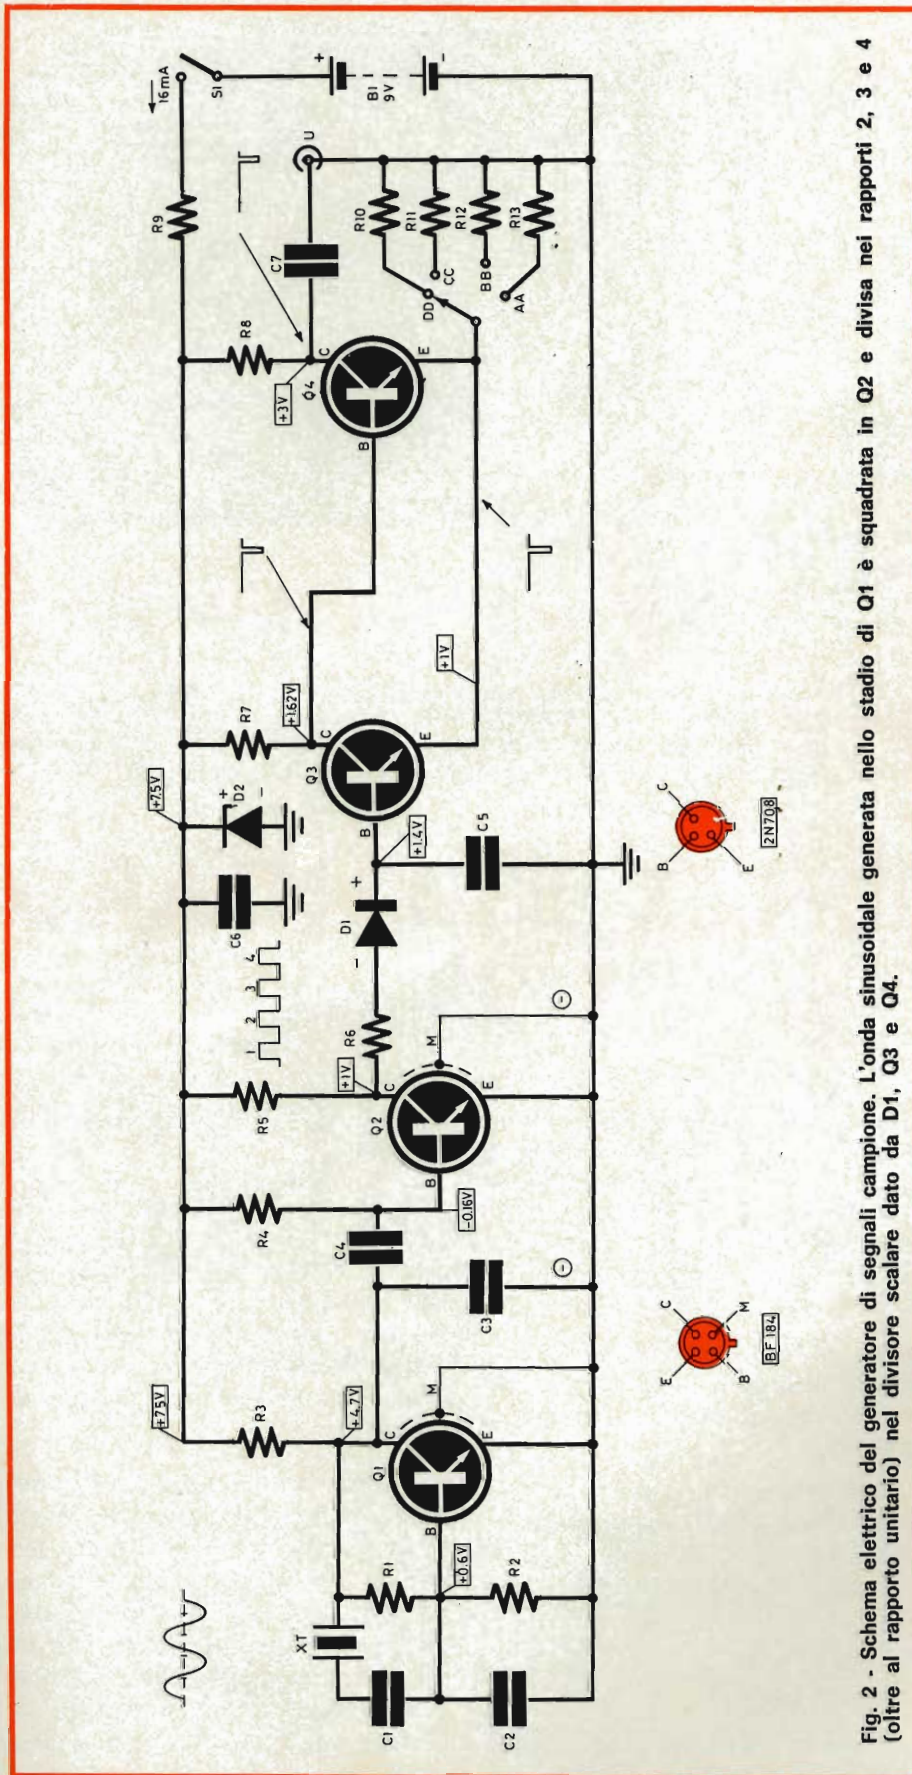 +7.5V
+7.5V
R3
R4
R5
C6
+
D2
-
R7
R8
R9
16mA
S1
+
B1
9V
-
1 2 3 4
+4.7V
C4
+1V
R6
D1
-
+
+1.62V
+3V
C7
U
XT
R1
C1
C2
R2
+0.6V
Q1
B
C
E
M
C3
-
-0.16V
Q2
B
C
E
M
-
+1.4V
C5
Q3
B
C
E
+1V
Q4
B
C
E
R10
R11
R12
R13
DD
CC
BB
AA
E
C
B
M
BF184
B
C
E
2N708
Fig. 2 - Schema elettrico del generatore di segnali campione. L'onda sinusoidale generata nello stadio di Q1 è squadrata in Q2 e divisa nei rapporti 2, 3 e 4
(oltre al rapporto unitario) nel divisore scalare dato da D1, Q3 e Q4.